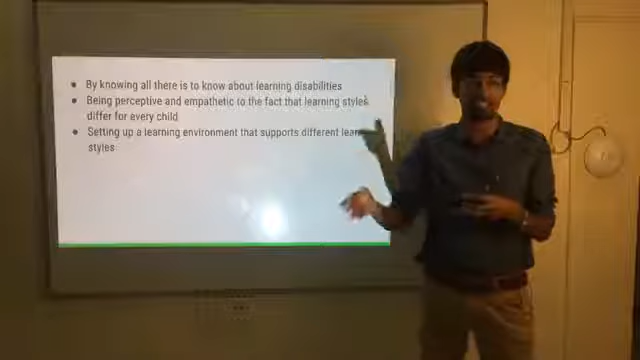 ● By knowing all there is to know about learning disabilities
● Being perceptive and empathetic to the fact that learning styles
differ for every child
● Setting up a learning environment that supports different
styles